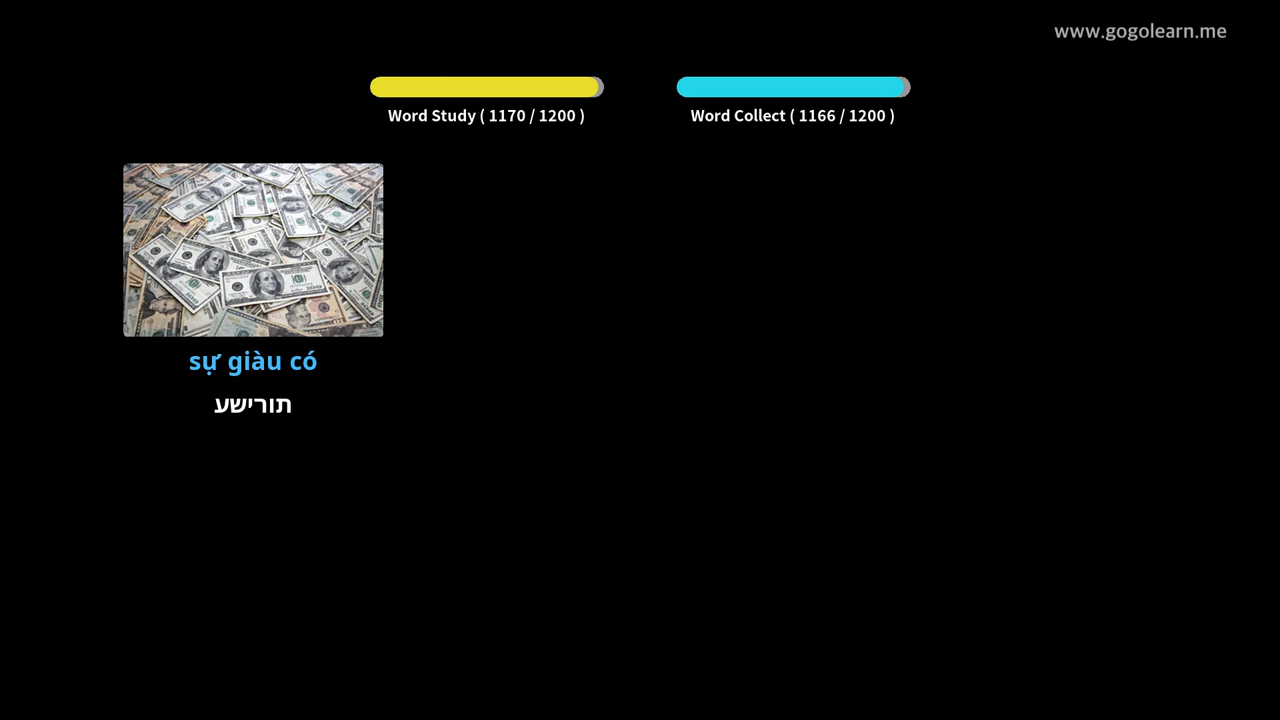 www.gogolearn.me
Word Study ( 1170 / 1200 )
Word Collect ( 1166 / 1200 )
sự giàu có
תורישע